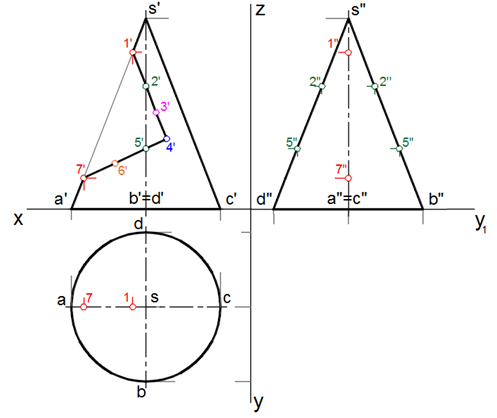 s' z s"
1' 1"
2' 2" 2"
3'
4'
5' 5" 5"
6'
7' 7"
a' b'=d' c' d" a"=c" b"
x y₁
d
a 7 1 s c
b
y